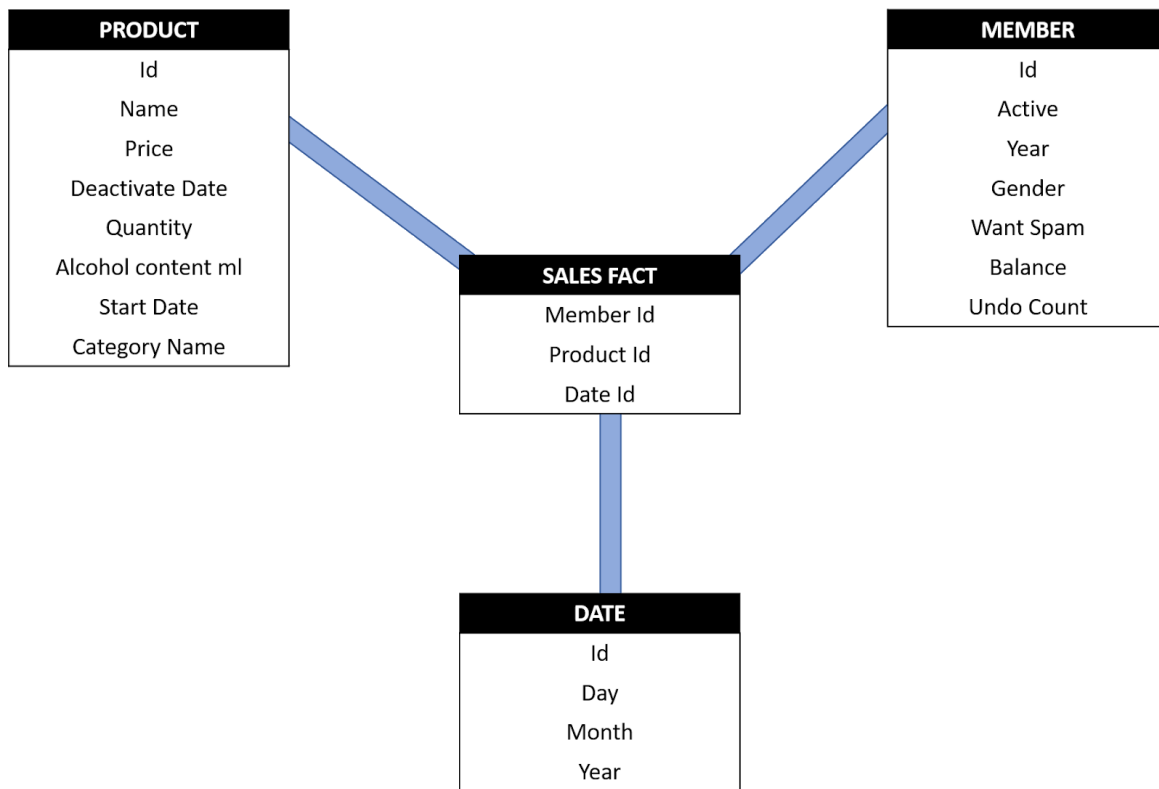 PRODUCT
Id
Name
Price
Deactivate Date
Quantity
Alcohol content ml
Start Date
Category Name
MEMBER
Id
Active
Year
Gender
Want Spam
Balance
Undo Count
SALES FACT
Member Id
Product Id
Date Id
DATE
Id
Day
Month
Year